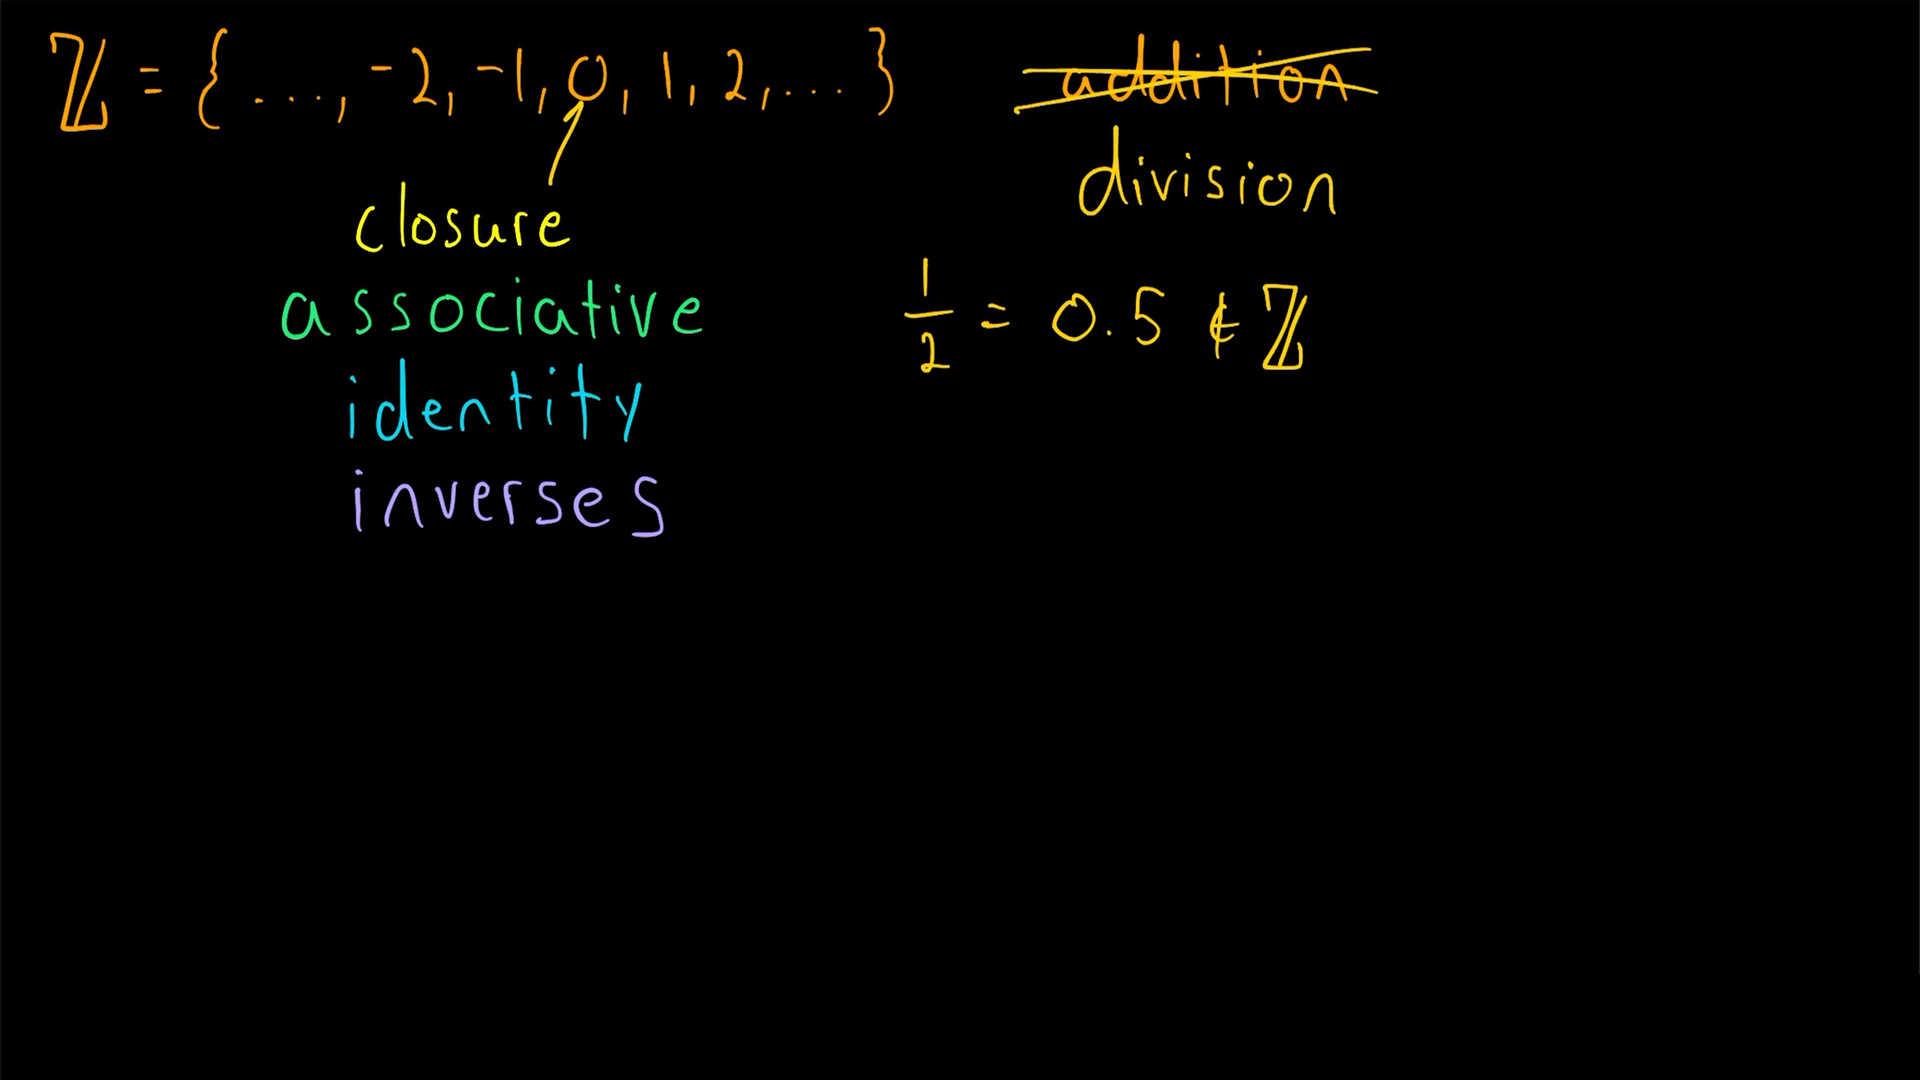 ℤ = {..., -2, -1, 0, 1, 2, ...} addition
division
closure
associative
1/2 = 0.5 ∉ ℤ
identity
inverses